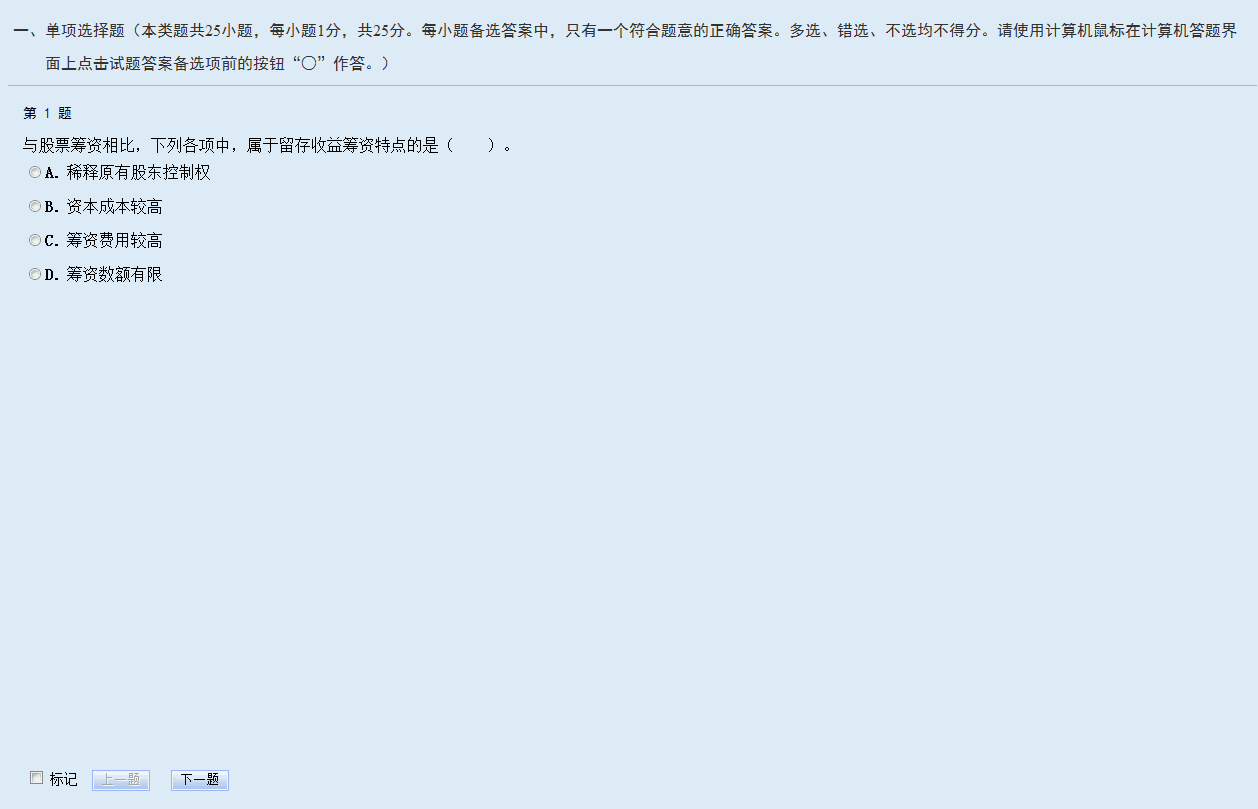 一、单项选择题（本类题共25小题，每小题1分，共25分。每小题备选答案中，只有一个符合题意的正确答案。多选、错选、不选均不得分。请使用计算机鼠标在计算机答题界
面上点击试题答案备选项前的按钮“○”作答。）
第 1 题
与股票筹资相比，下列各项中，属于留存收益筹资特点的是（　　）。
A. 稀释原有股东控制权
B. 资本成本较高
C. 筹资费用较高
D. 筹资数额有限
标记 上一题 下一题